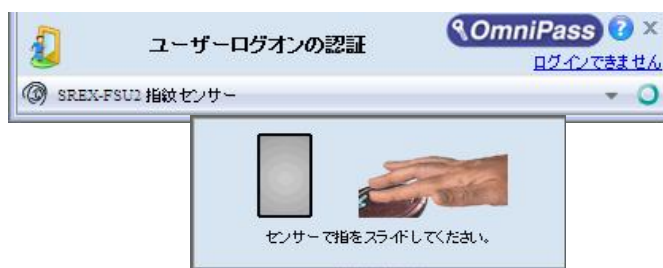 ユーザーログオンの認証
OmniPass ? ×
ログインできません
SREX-FSU2 指紋センサー
センサーで指をスライドしてください。